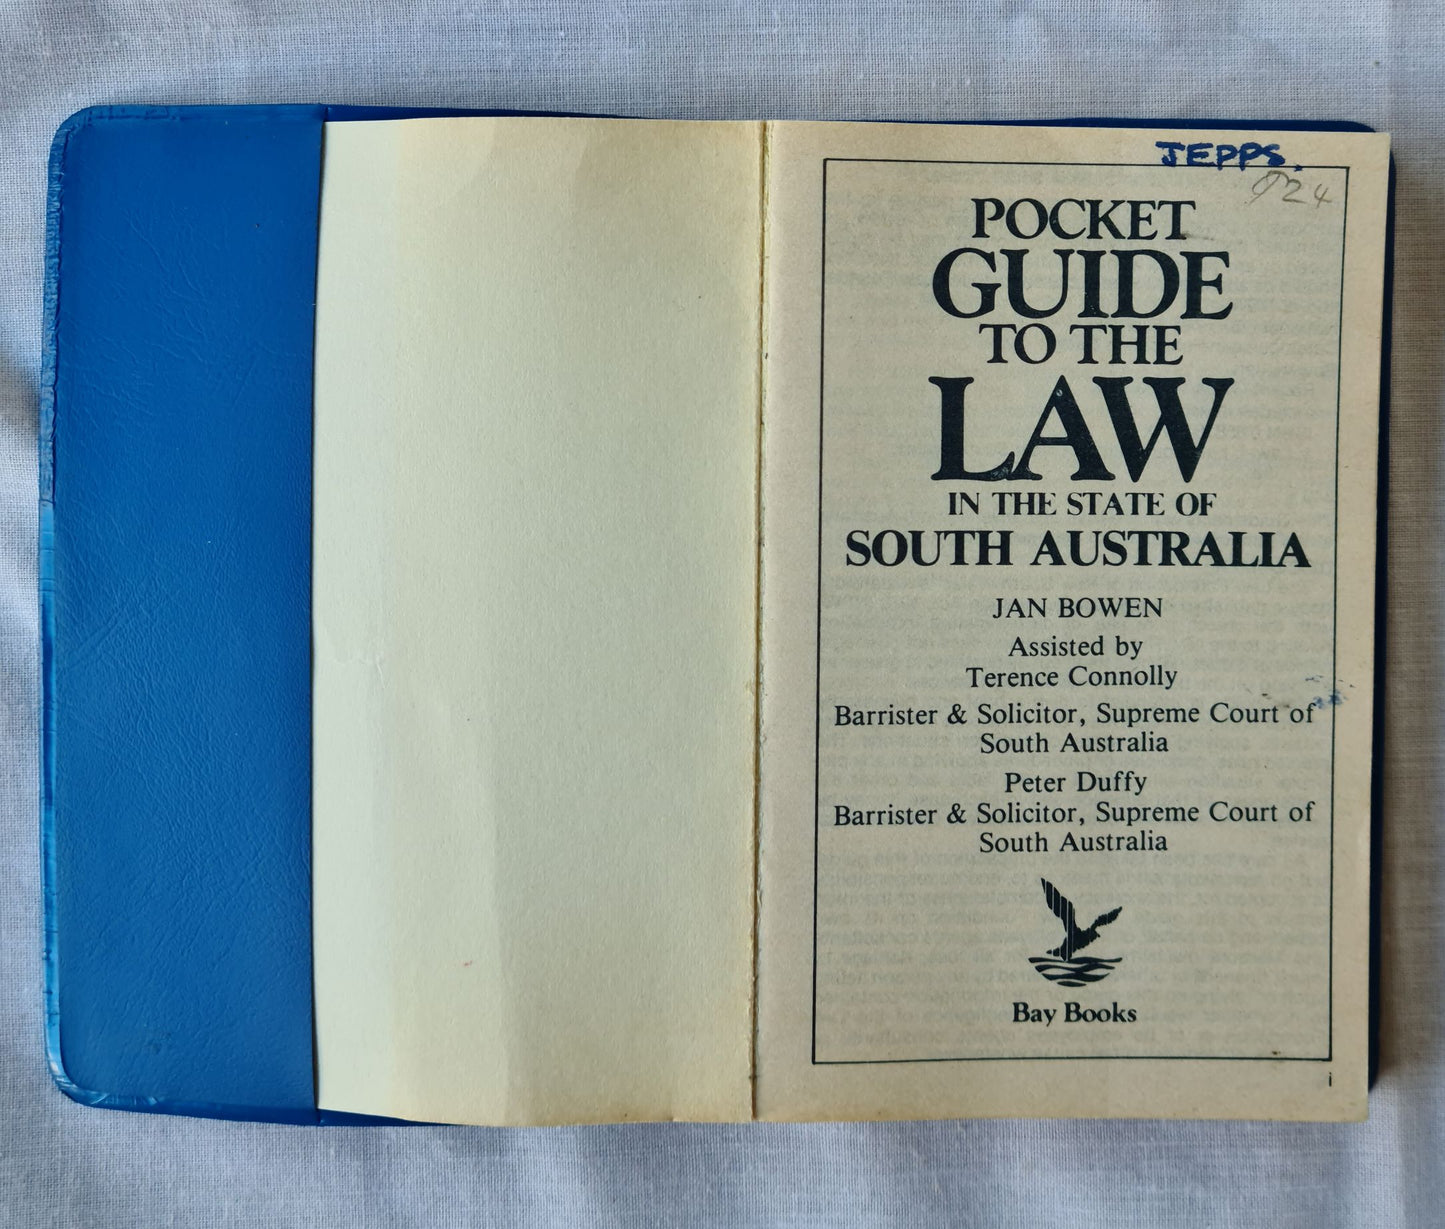 JEPPS.
24
POCKET
GUIDE
TO THE
LAW
IN THE STATE OF
SOUTH AUSTRALIA
JAN BOWEN
Assisted by
Terence Connolly
Barrister & Solicitor, Supreme Court of
South Australia
Peter Duffy
Barrister & Solicitor, Supreme Court of
South Australia
Bay Books
i